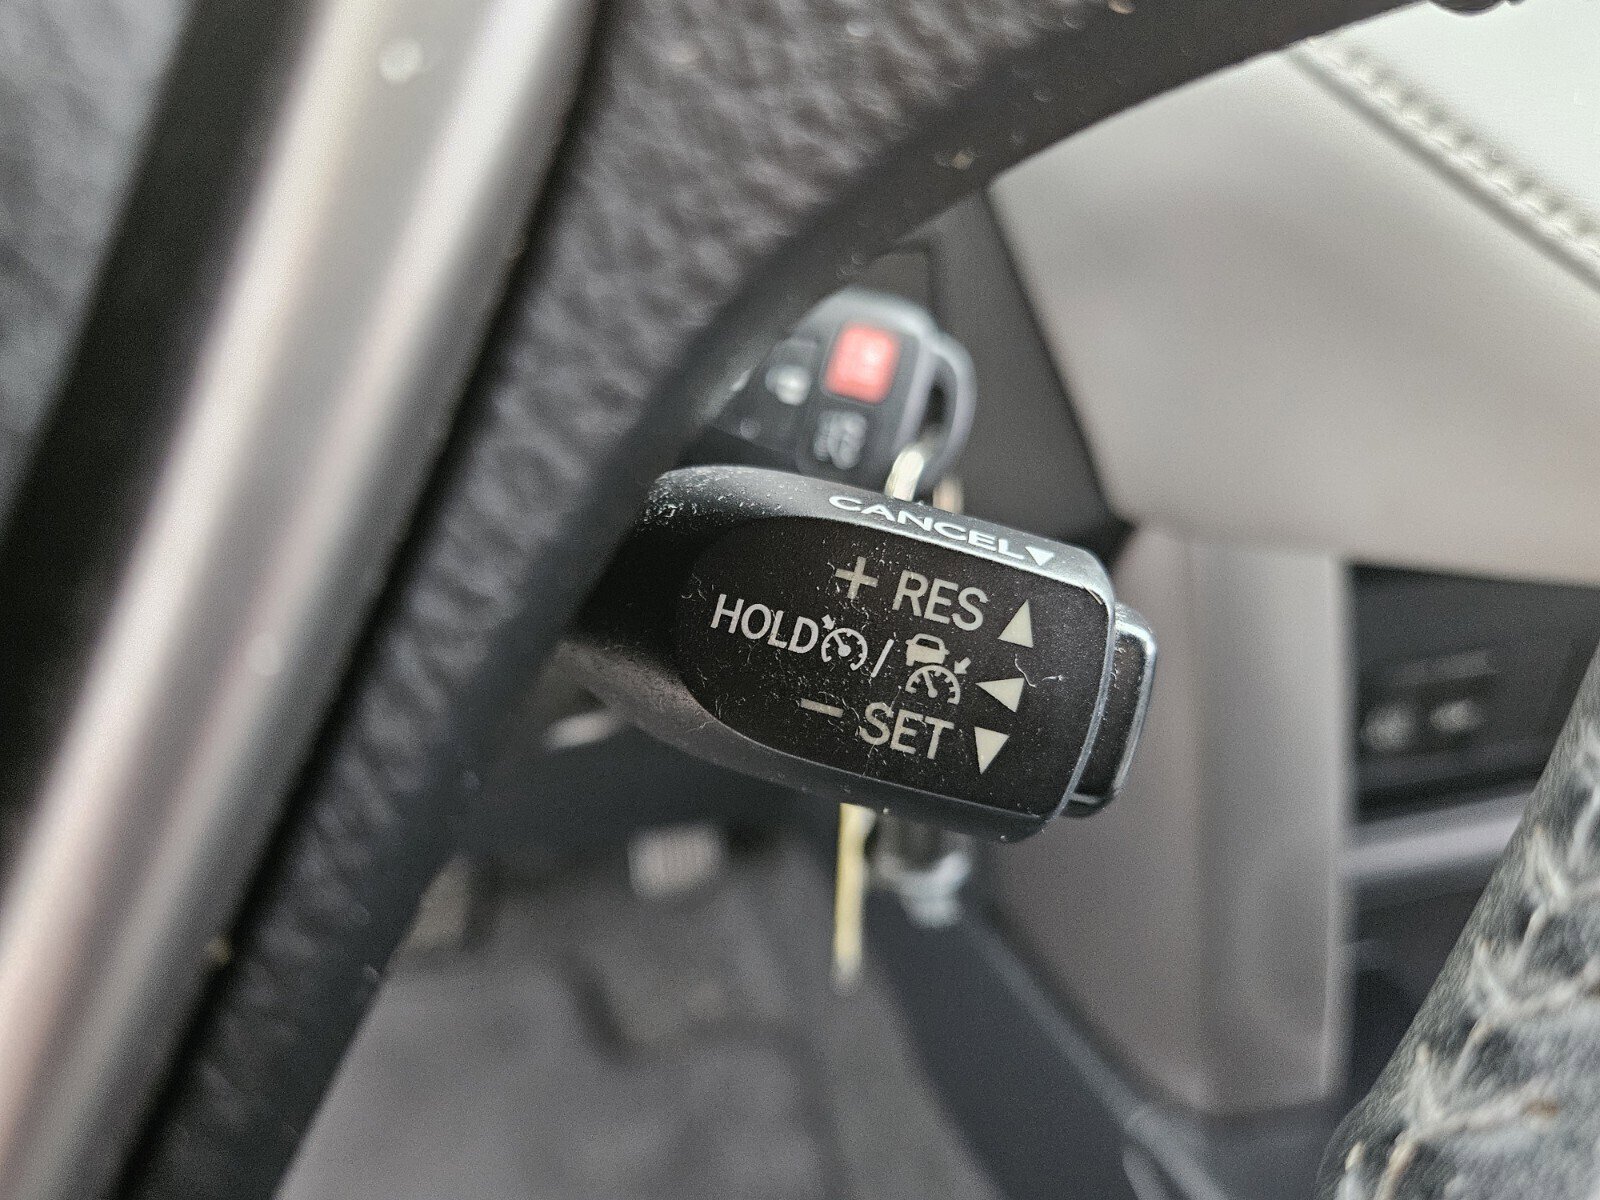 CANCEL
+ RES
HOLD /
- SET